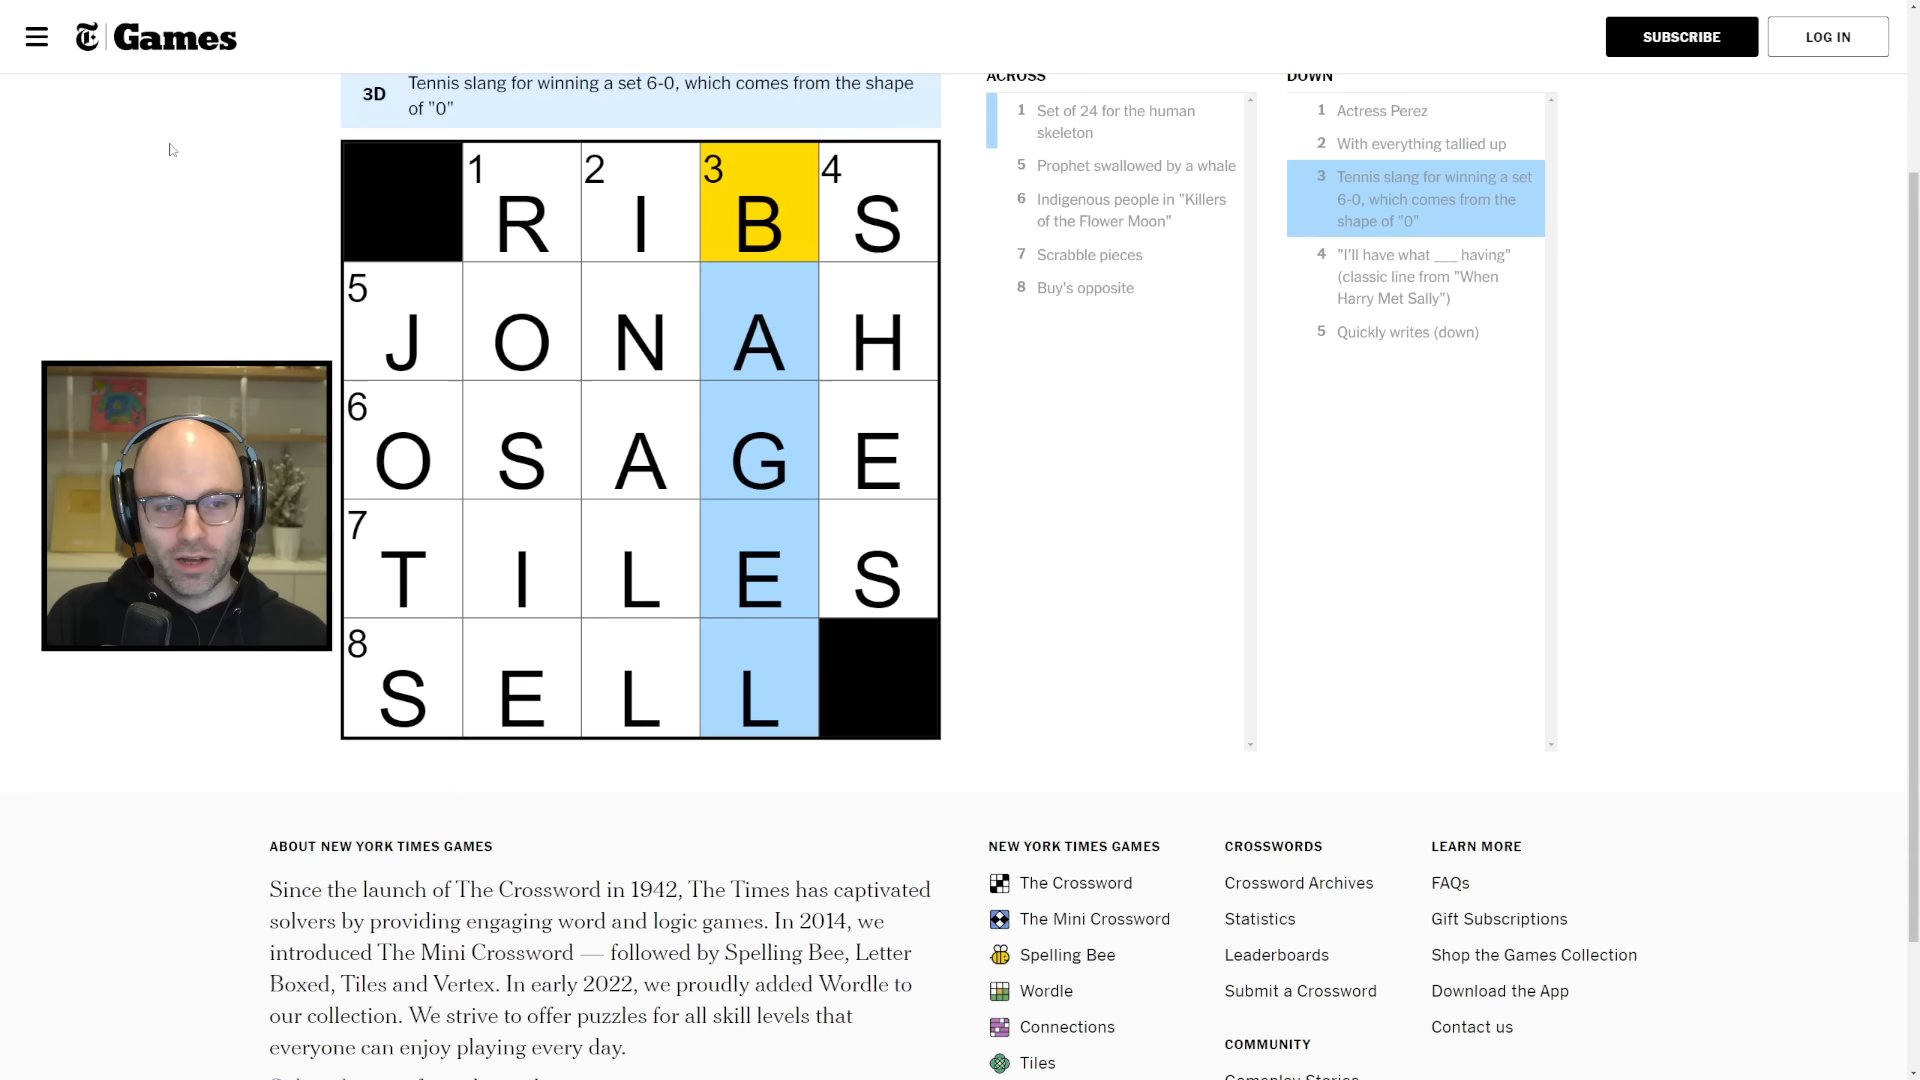 Games
SUBSCRIBE
LOG IN
3D
Tennis slang for winning a set 6-0, which comes from the shape
of "0"
1 2 3 4
R I B S
5
J O N A H
6
O S A G E
7
T I L E S
8
S E L L
ACROSS
1 Set of 24 for the human
skeleton
5 Prophet swallowed by a whale
6 Indigenous people in "Killers
of the Flower Moon"
7 Scrabble pieces
8 Buy's opposite
DOWN
1 Actress Perez
2 With everything tallied up
3 Tennis slang for winning a set
6-0, which comes from the
shape of "0"
4 "I'll have what ___ having"
(classic line from "When
Harry Met Sally")
5 Quickly writes (down)
ABOUT NEW YORK TIMES GAMES
Since the launch of The Crossword in 1942, The Times has captivated
solvers by providing engaging word and logic games. In 2014, we
introduced The Mini Crossword — followed by Spelling Bee, Letter
Boxed, Tiles and Vertex. In early 2022, we proudly added Wordle to
our collection. We strive to offer puzzles for all skill levels that
everyone can enjoy playing every day.
NEW YORK TIMES GAMES
The Crossword
The Mini Crossword
Spelling Bee
Wordle
Connections
Tiles
CROSSWORDS
Crossword Archives
Statistics
Leaderboards
Submit a Crossword
COMMUNITY
LEARN MORE
FAQs
Gift Subscriptions
Shop the Games Collection
Download the App
Contact us